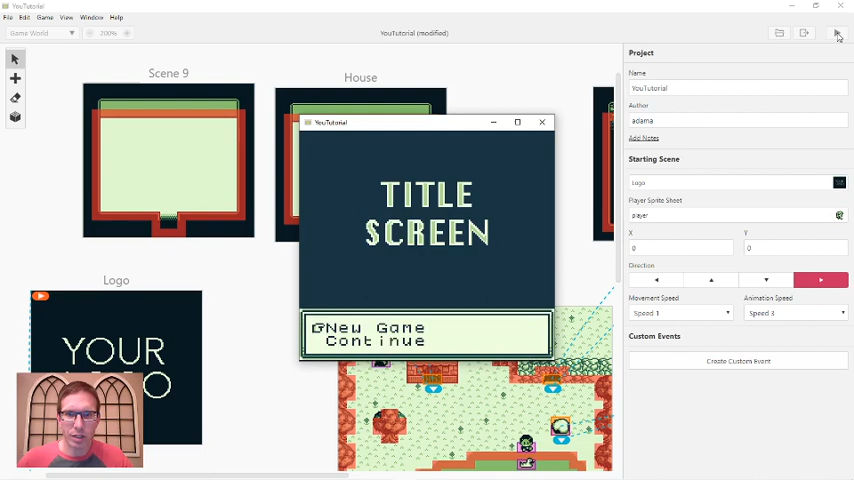 YouTutorial
File Edit Game View Window Help
Game World
200%
YouTutorial (modified)
Scene 9
House
YouTutorial
TITLE
SCREEN
New Game
Continue
Logo
YOUR
Project
Name
YouTutorial
Author
adama
Add Notes
Starting Scene
Logo
Player Sprite Sheet
player
X
Y
0
0
Direction
Movement Speed
Animation Speed
Speed 1
Speed 3
Custom Events
Create Custom Event